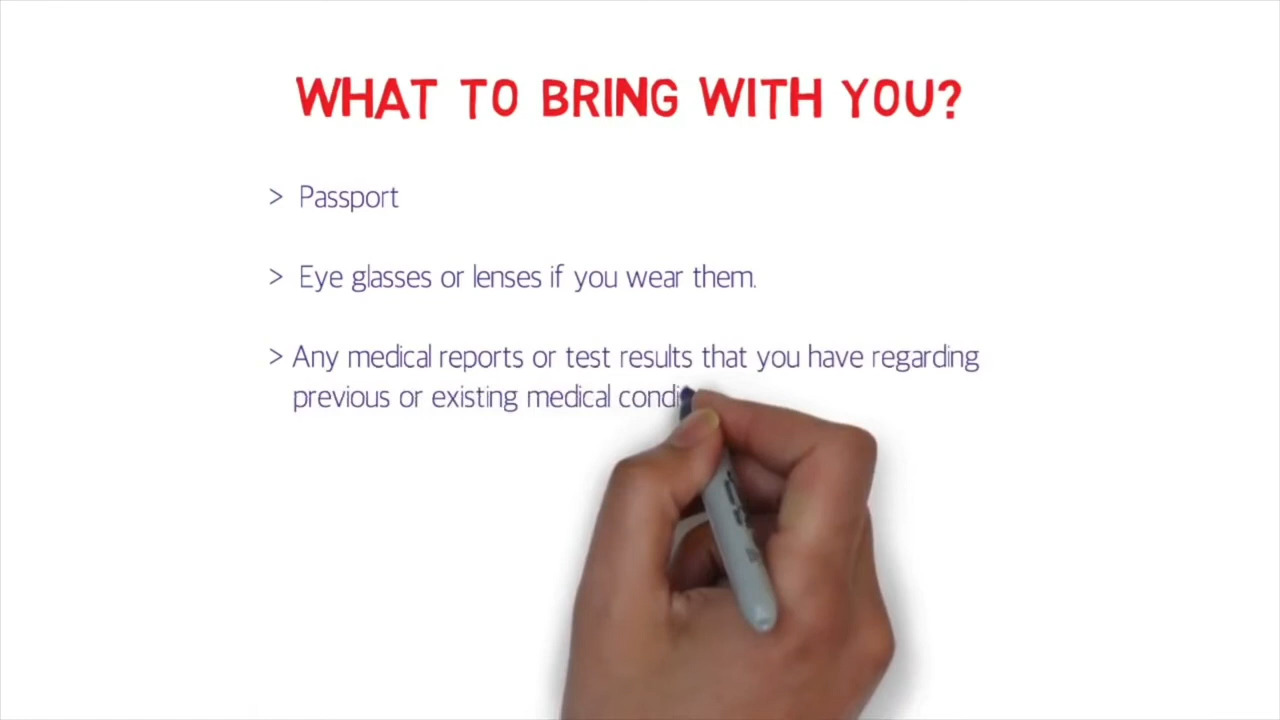 WHAT TO BRING WITH YOU?
> Passport
> Eye glasses or lenses if you wear them.
> Any medical reports or test results that you have regarding
previous or existing medical condi